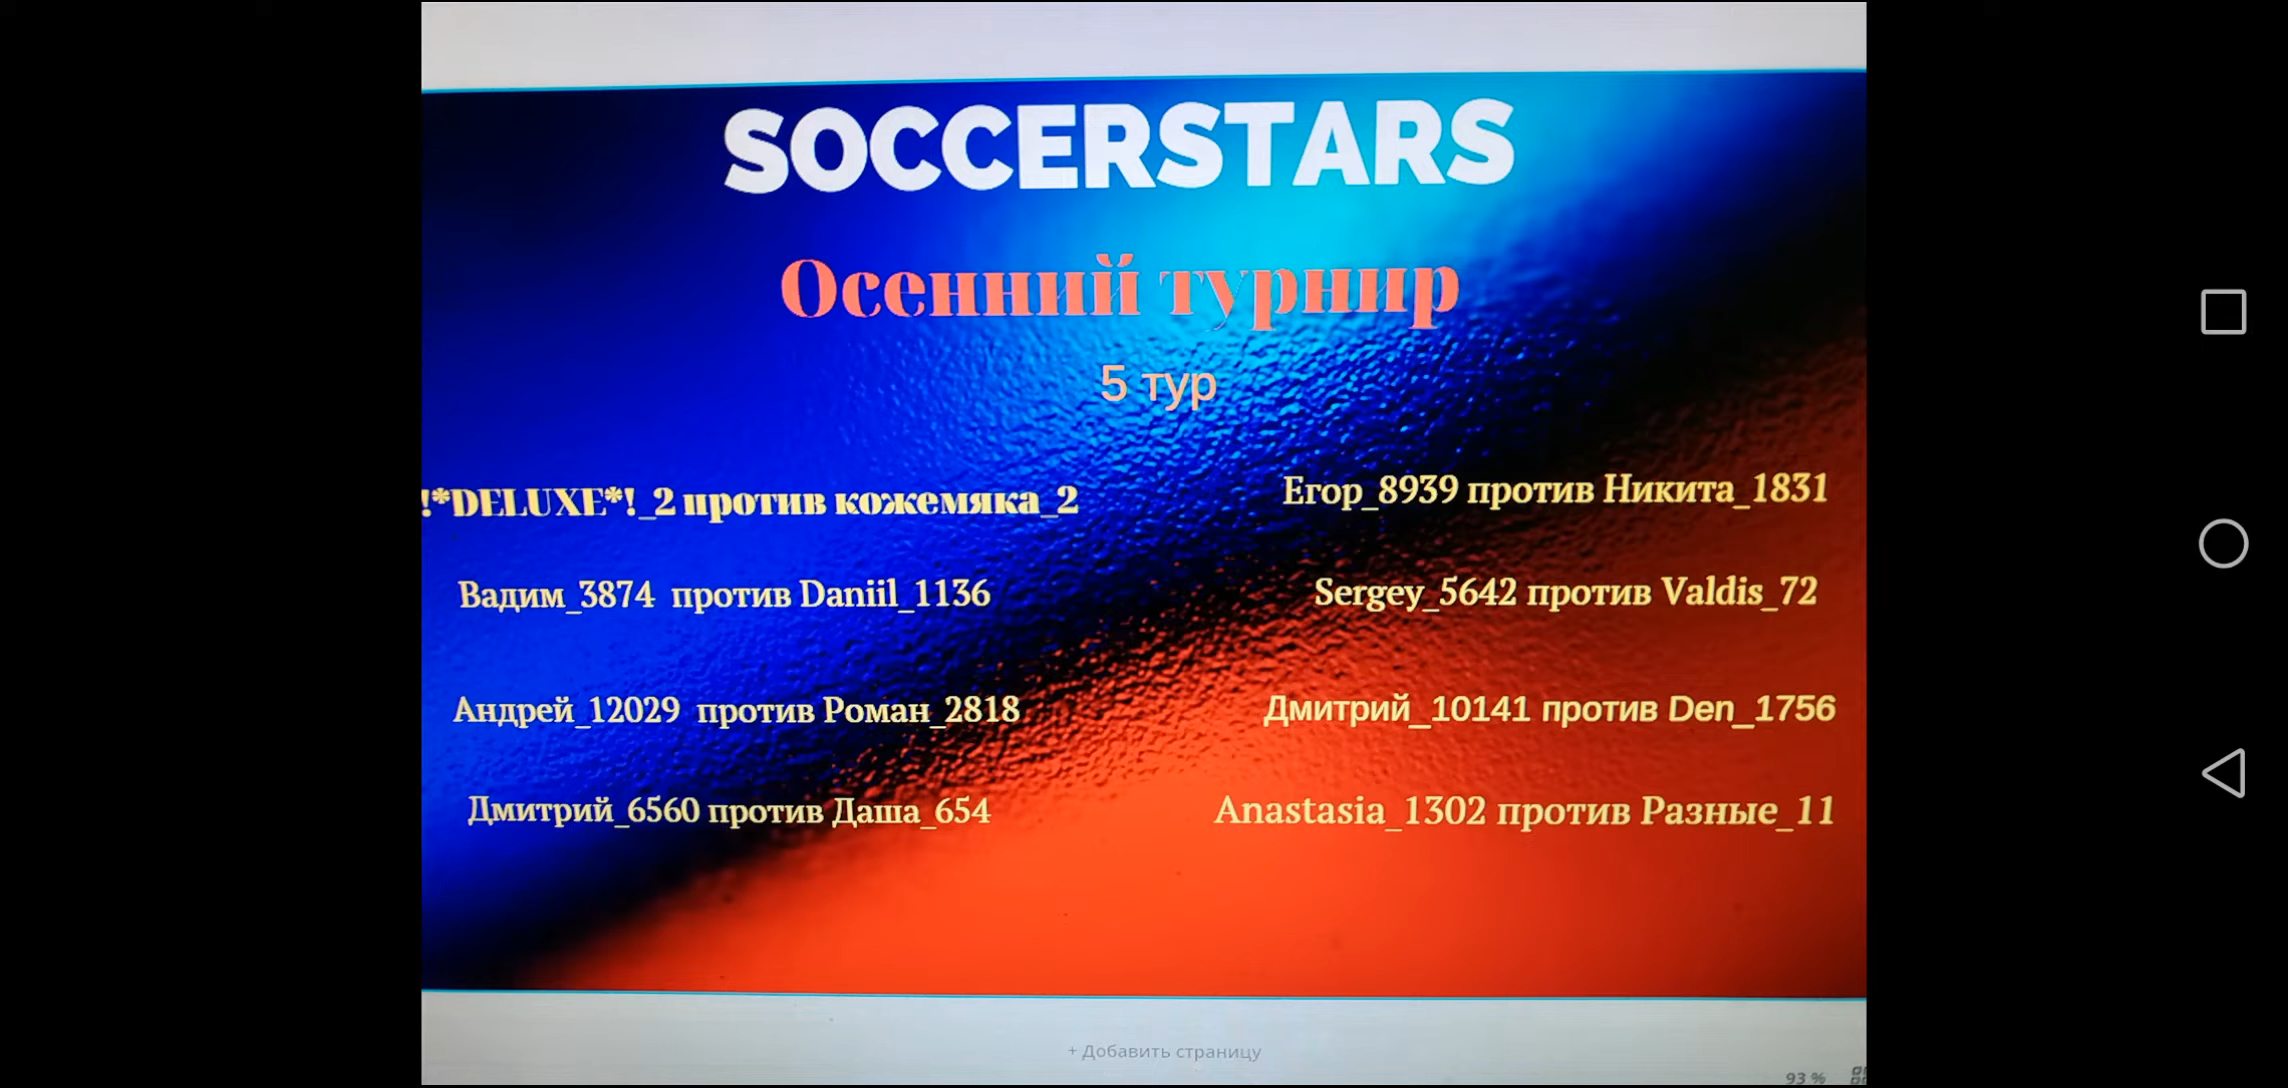 SOCCERSTARS
Осенний турнир
5 тур
!*DELUXE*!_2 против кожемяка_2
Егор_8939 против Никита_1831
Вадим_3874 против Daniil_1136
Sergey_5642 против Valdis_72
Андрей_12029 против Роман_2818
Дмитрий_10141 против Den_1756
Дмитрий_6560 против Даша_654
Anastasia_1302 против Разные_11
+ Добавить страницу
93 %